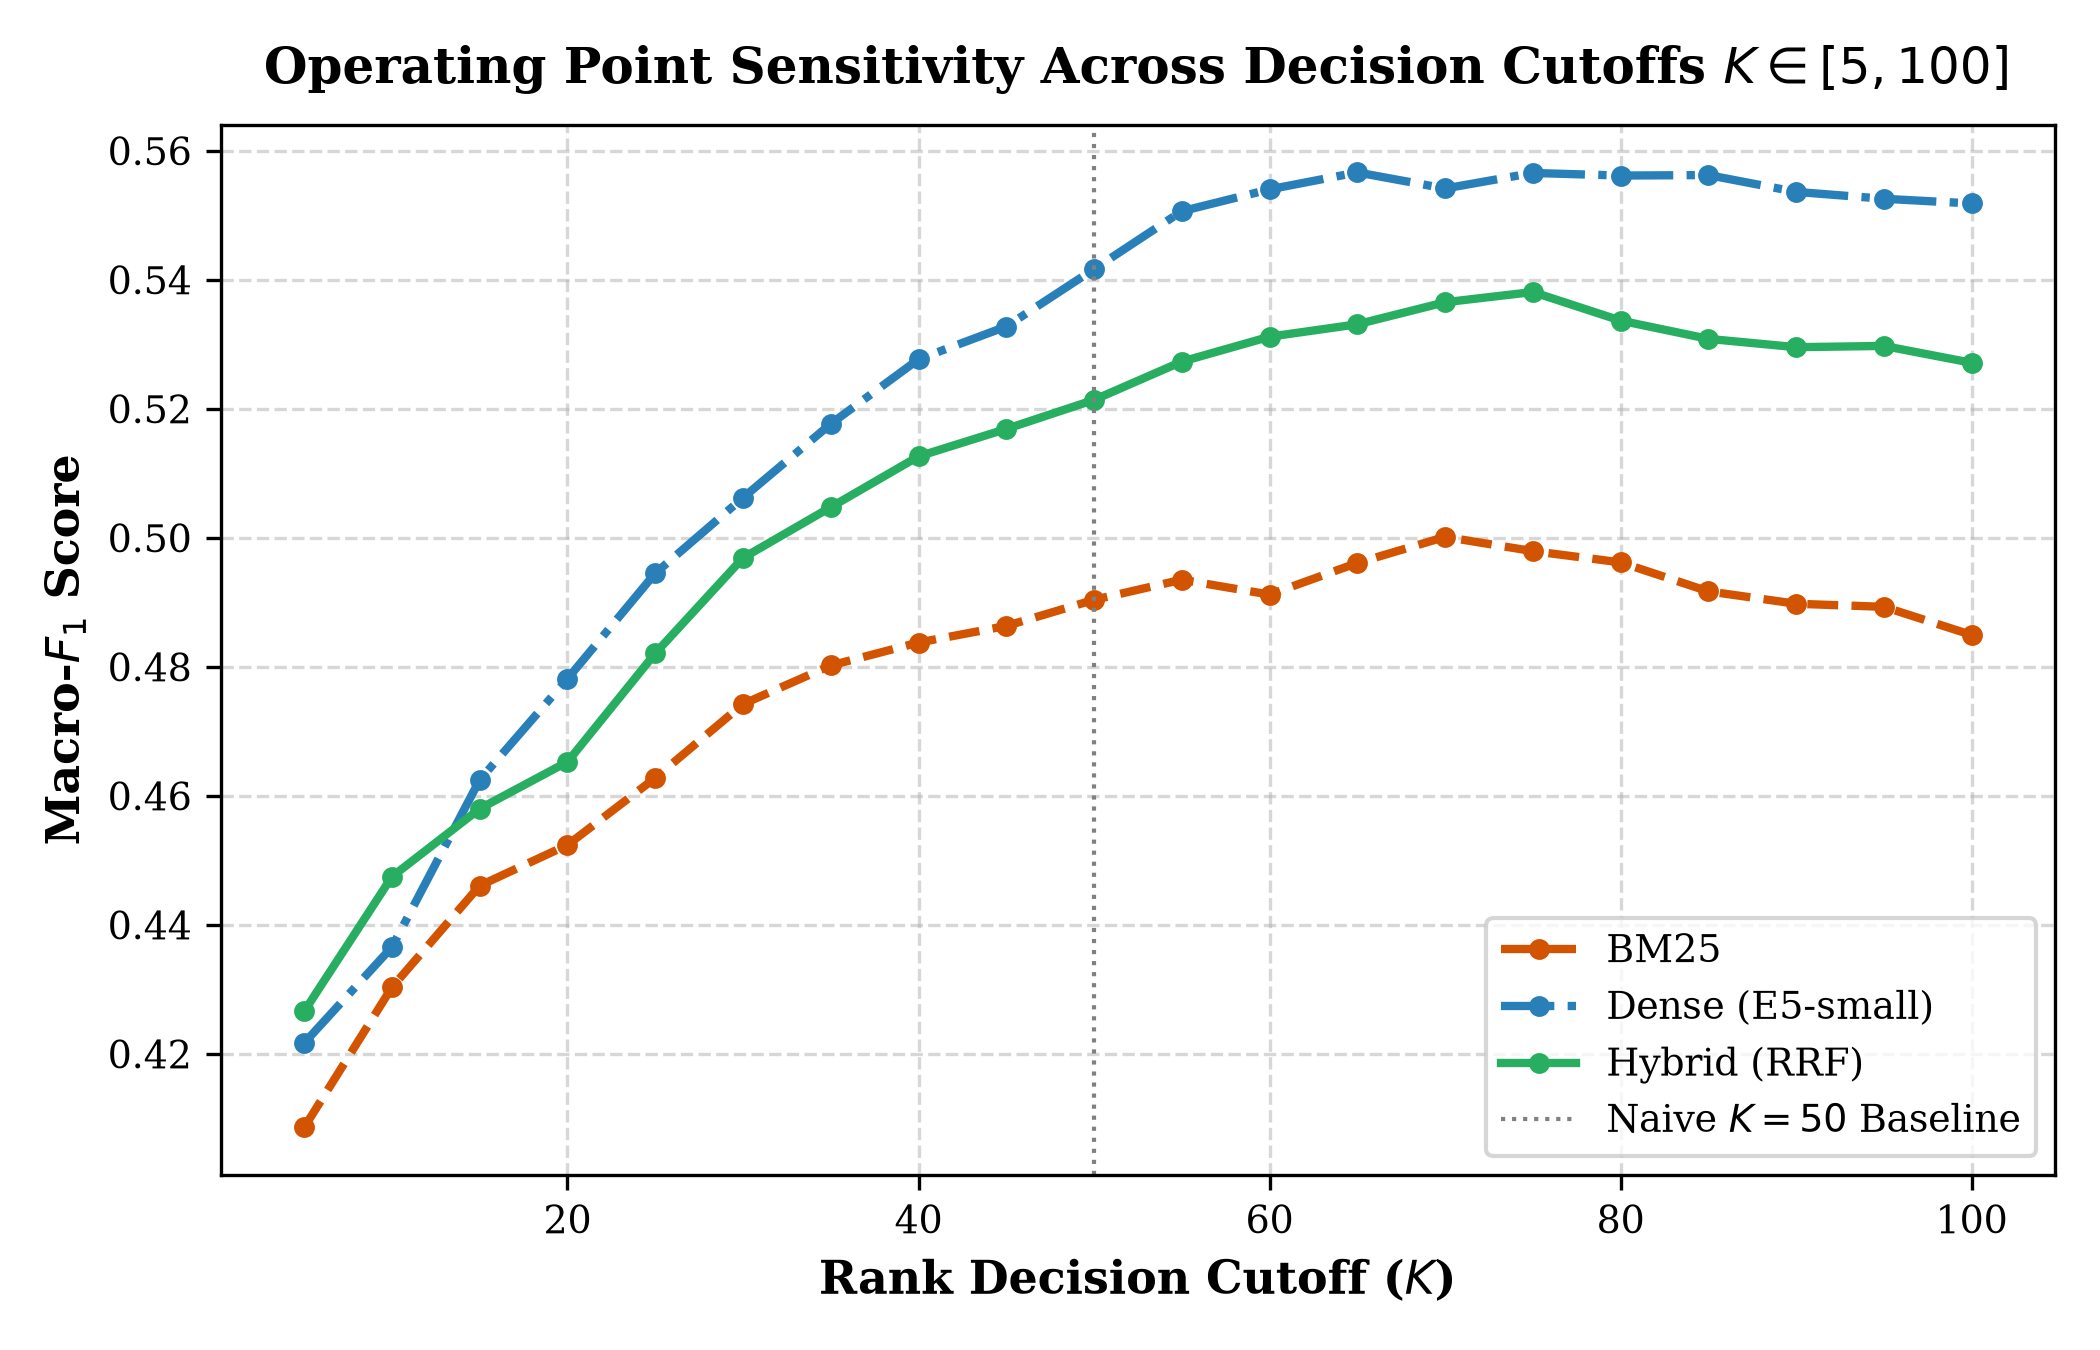 Operating Point Sensitivity Across Decision Cutoffs K ∈ [5, 100]
Macro-F₁ Score
0.56
0.54
0.52
0.50
0.48
0.46
0.44
0.42
BM25
Dense (E5-small)
Hybrid (RRF)
Naive K = 50 Baseline
20 40 60 80 100
Rank Decision Cutoff (K)